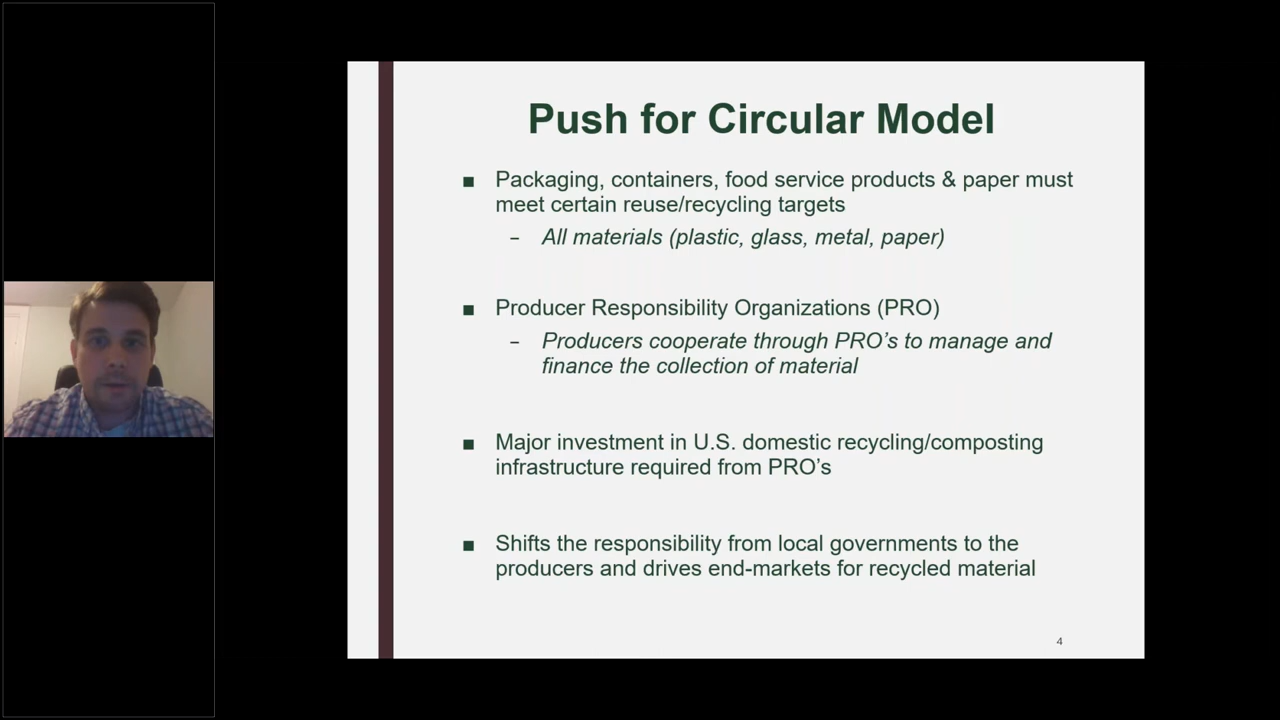 Push for Circular Model
■ Packaging, containers, food service products & paper must
meet certain reuse/recycling targets
– All materials (plastic, glass, metal, paper)
■ Producer Responsibility Organizations (PRO)
– Producers cooperate through PRO’s to manage and
finance the collection of material
■ Major investment in U.S. domestic recycling/composting
infrastructure required from PRO’s
■ Shifts the responsibility from local governments to the
producers and drives end-markets for recycled material
4